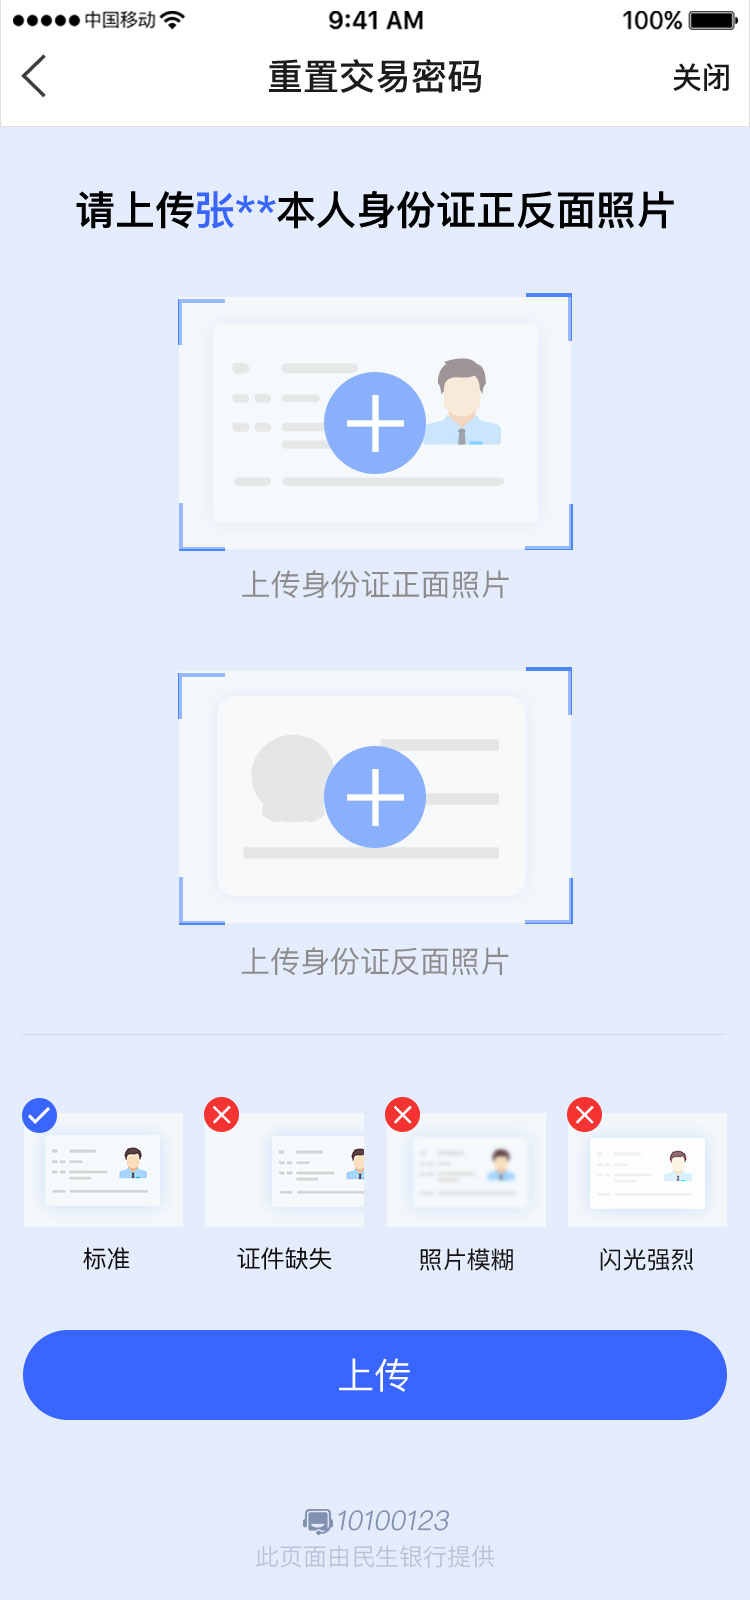 中国移动 9:41 AM 100%
重置交易密码 关闭
请上传张**本人身份证正反面照片
上传身份证正面照片
上传身份证反面照片
标准 证件缺失 照片模糊 闪光强烈
上传
10100123
此页面由民生银行提供